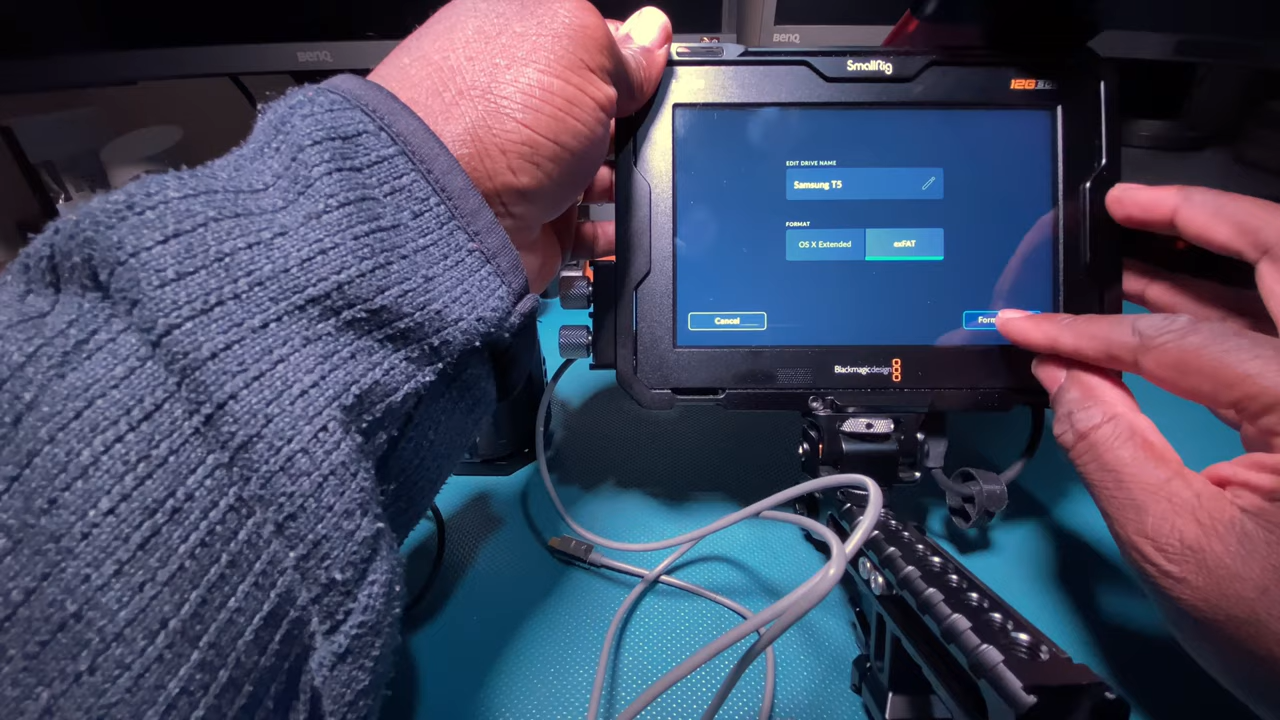 BENQ
BENQ
SmallRig
12G
EDIT DRIVE NAME
Samsung T5
FORMAT
OS X Extended
exFAT
Cancel
Blackmagicdesign